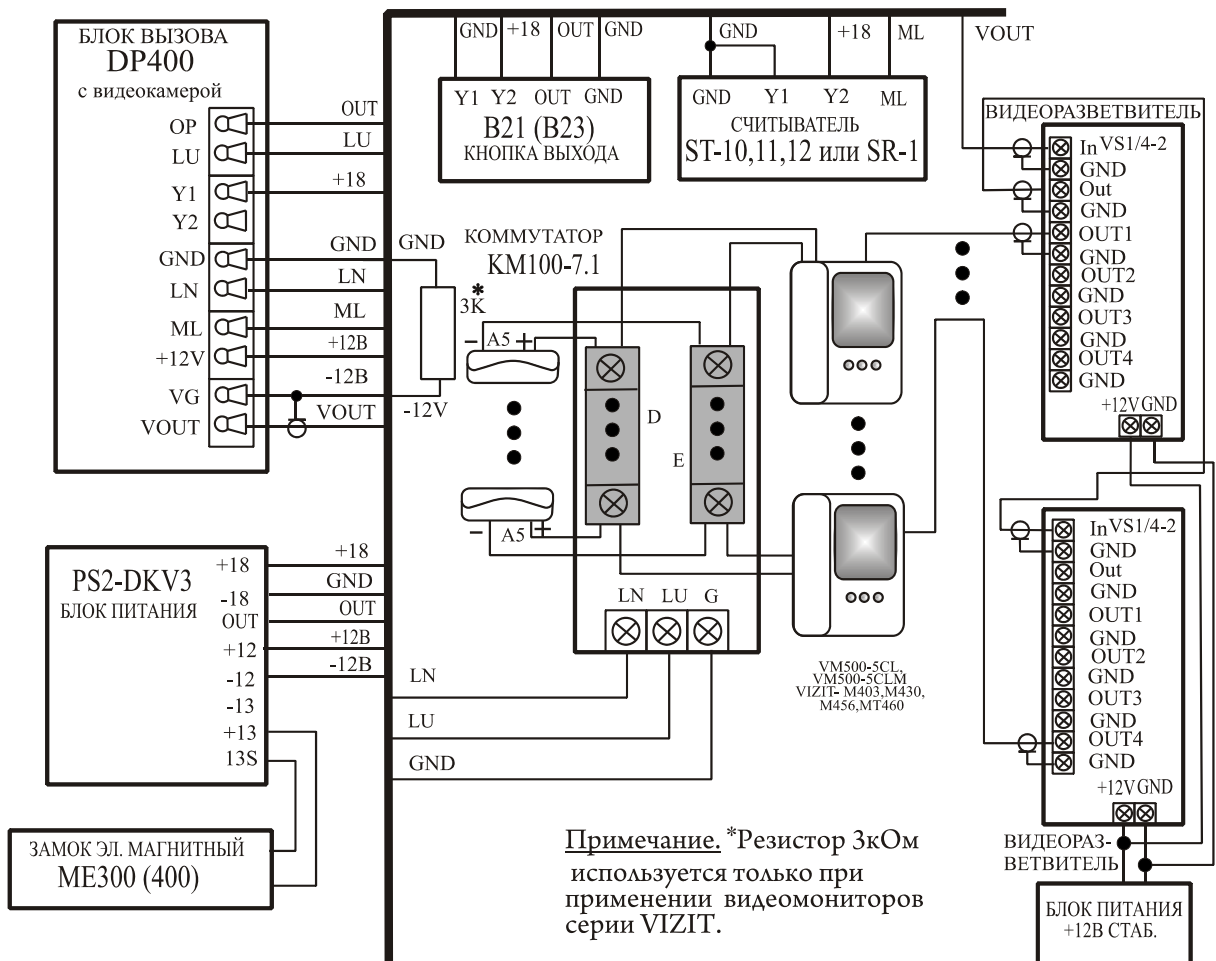 БЛОК ВЫЗОВА
DP400
с видеокамерой
OP
LU
Y1
Y2
GND
LN
ML
+12V
VG
VOUT
OUT
LU
+18
GND
LN
ML
+12В
-12В
VOUT
GND
+18
OUT
GND
Y1
Y2
OUT
GND
B21 (B23)
КНОПКА ВЫХОДА
GND
+18
ML
GND
Y1
Y2
ML
СЧИТЫВАТЕЛЬ
ST-10,11,12 или SR-1
VOUT
ВИДЕОРАЗВЕТВИТЕЛЬ
In VS1/4-2
GND
Out
GND
OUT1
GND
OUT2
GND
OUT3
GND
OUT4
GND
+12V GND
GND
*
3K
-12V
КОММУТАТОР
KM100-7.1
- A5 +
D
E
- A5 +
LN LU G
VM500-5CL,
VM500-5CLM
VIZIT- M403,M430,
M456,MT460
In VS1/4-2
GND
Out
GND
OUT1
GND
OUT2
GND
OUT3
GND
OUT4
GND
+12V GND
PS2-DKV3
БЛОК ПИТАНИЯ
+18
-18
OUT
+12
-12
-13
+13
13S
+18
GND
OUT
+12В
-12В
LN
LU
GND
ЗАМОК ЭЛ. МАГНИТНЫЙ
ME300 (400)
Примечание. *Резистор 3кОм
используется только при
применении видеомониторов
серии VIZIT.
ВИДЕОРАЗ-
ВЕТВИТЕЛЬ
БЛОК ПИТАНИЯ
+12В СТАБ.